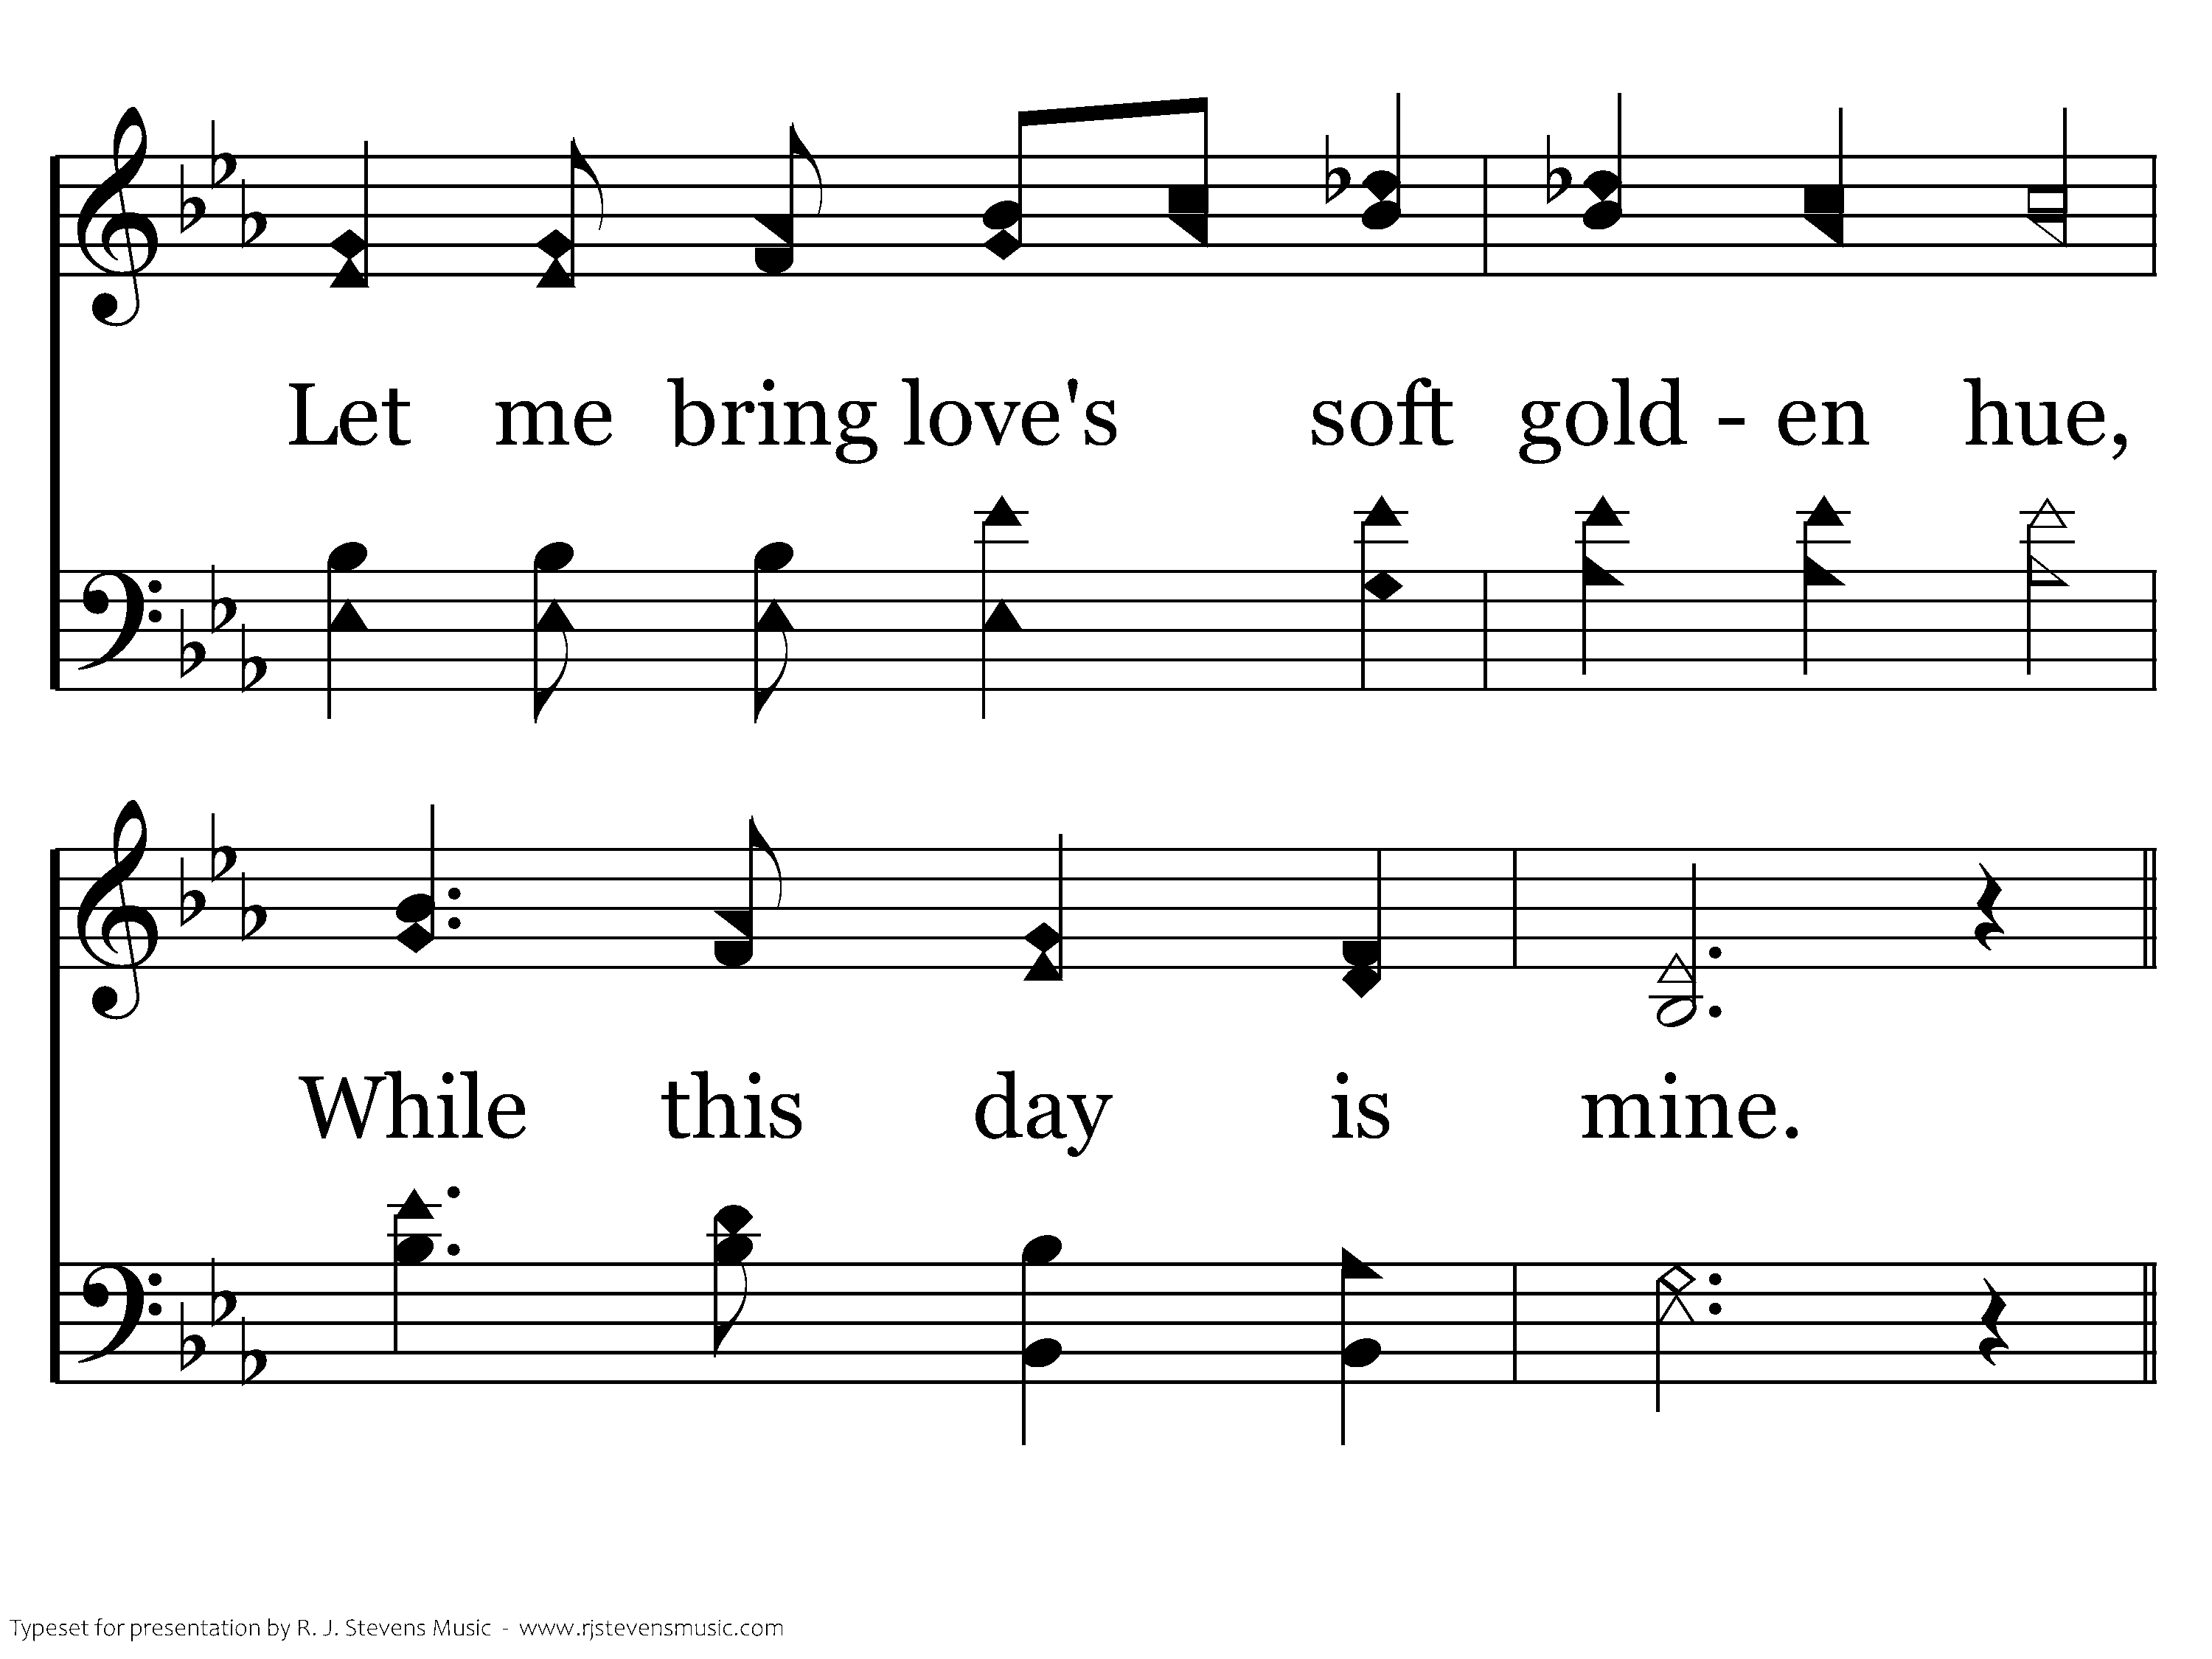 Let me bring love's soft gold - en hue,
While this day is mine.
Typeset for presentation by R. J. Stevens Music - www.rjstevensmusic.com